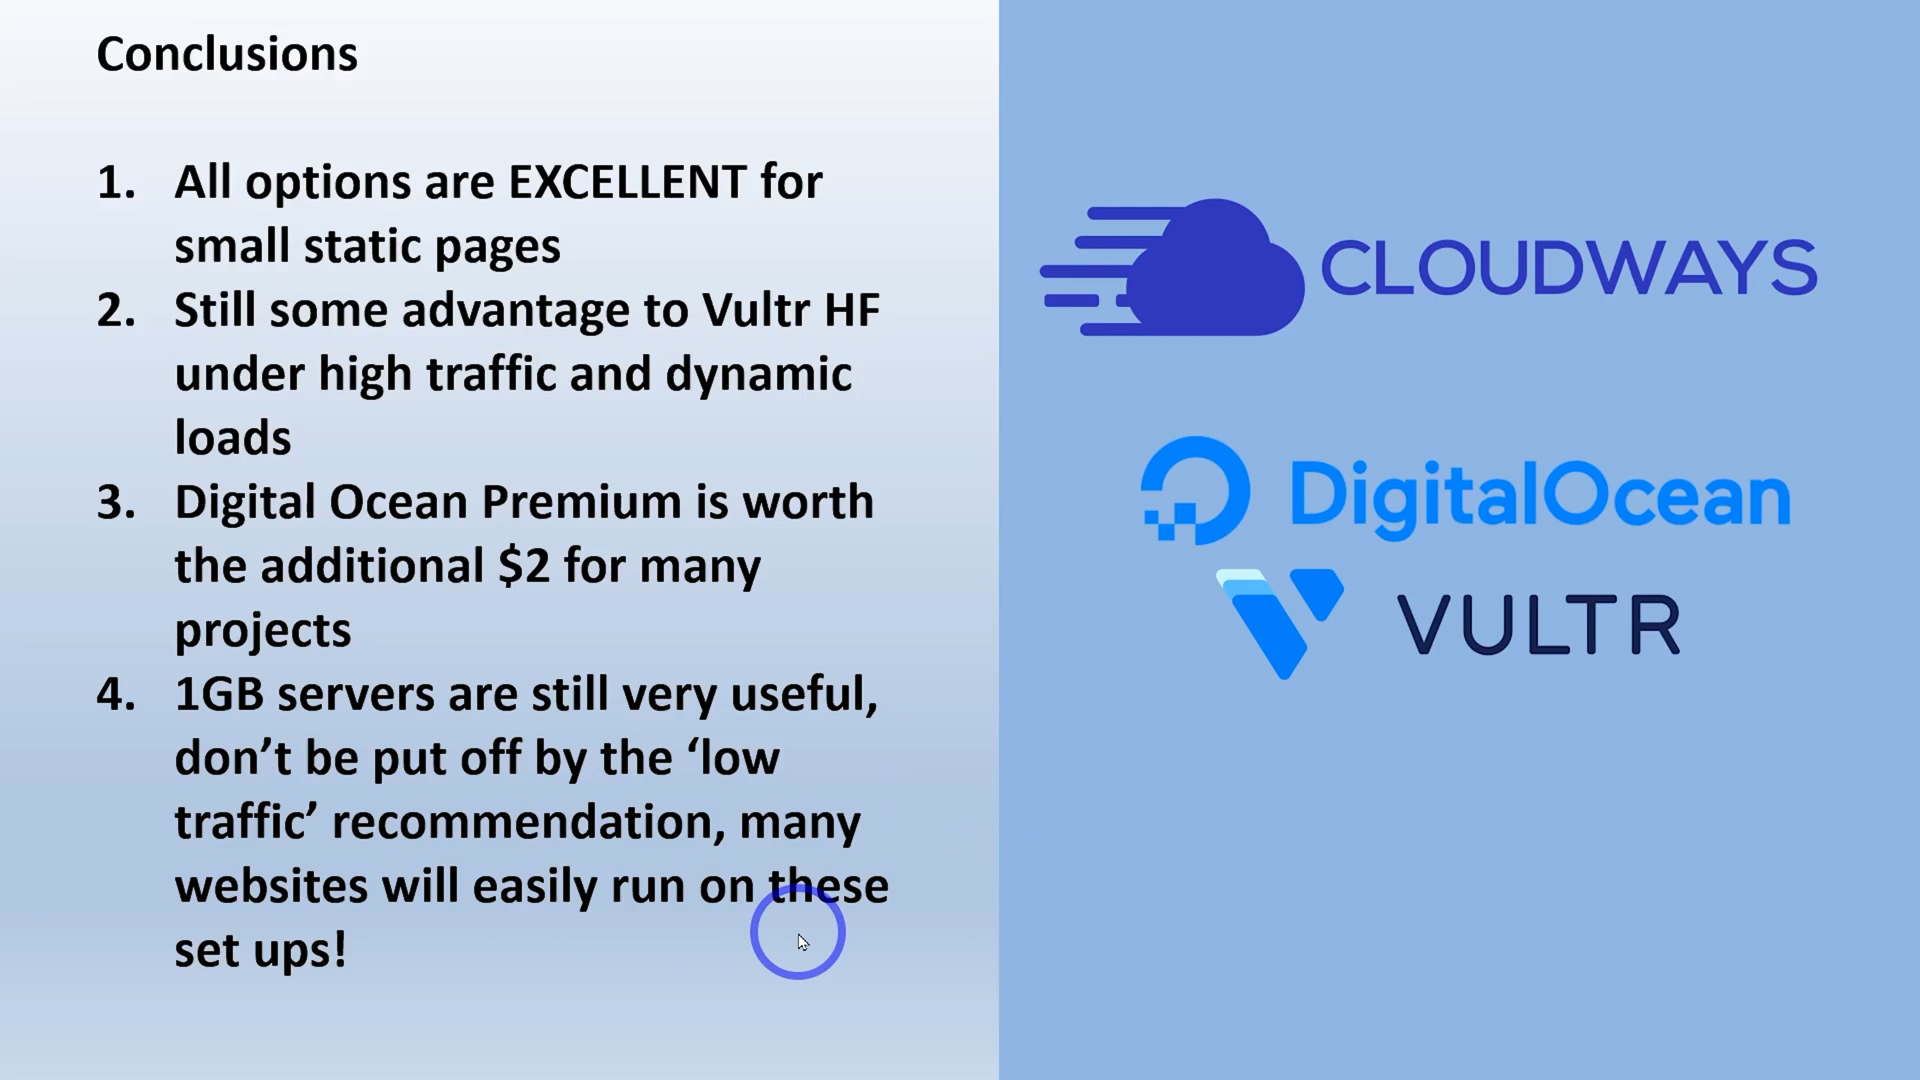 Conclusions
1. All options are EXCELLENT for
small static pages
2. Still some advantage to Vultr HF
under high traffic and dynamic
loads
3. Digital Ocean Premium is worth
the additional $2 for many
projects
4. 1GB servers are still very useful,
don’t be put off by the ‘low
traffic’ recommendation, many
websites will easily run on these
set ups!
CLOUDWAYS
DigitalOcean
VULTR